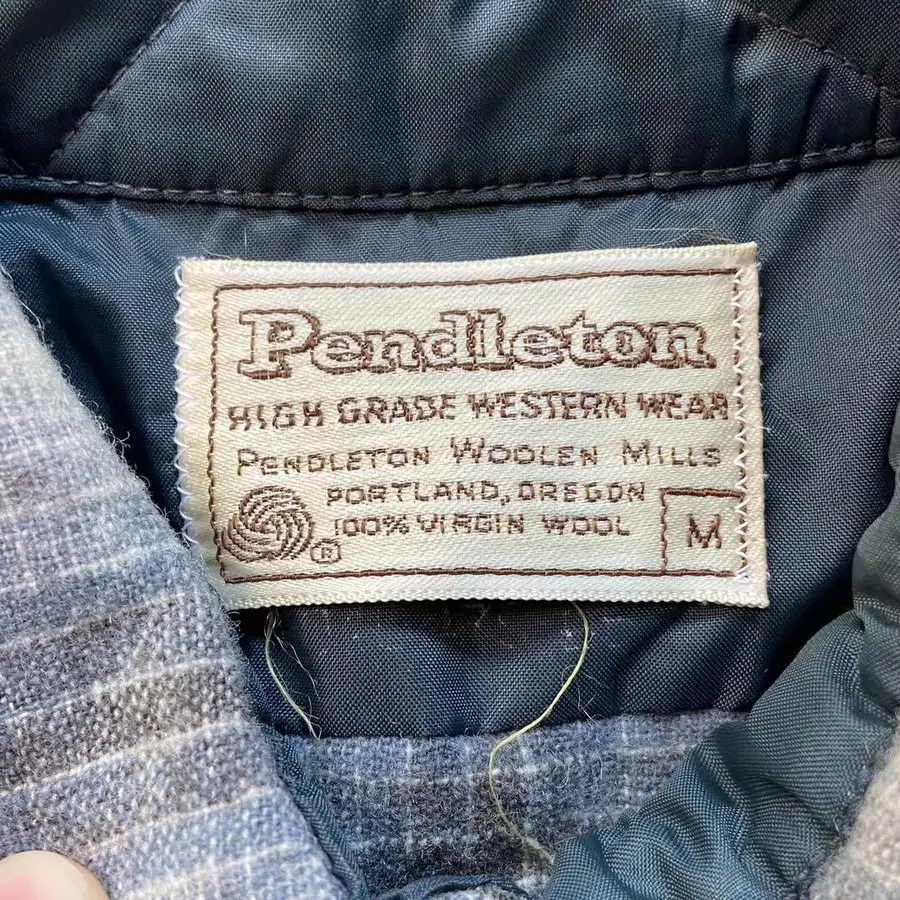 Pendleton
HIGH GRADE WESTERN WEAR
PENDLETON WOOLEN MILLS
PORTLAND, OREGON
100% VIRGIN WOOL
®
M